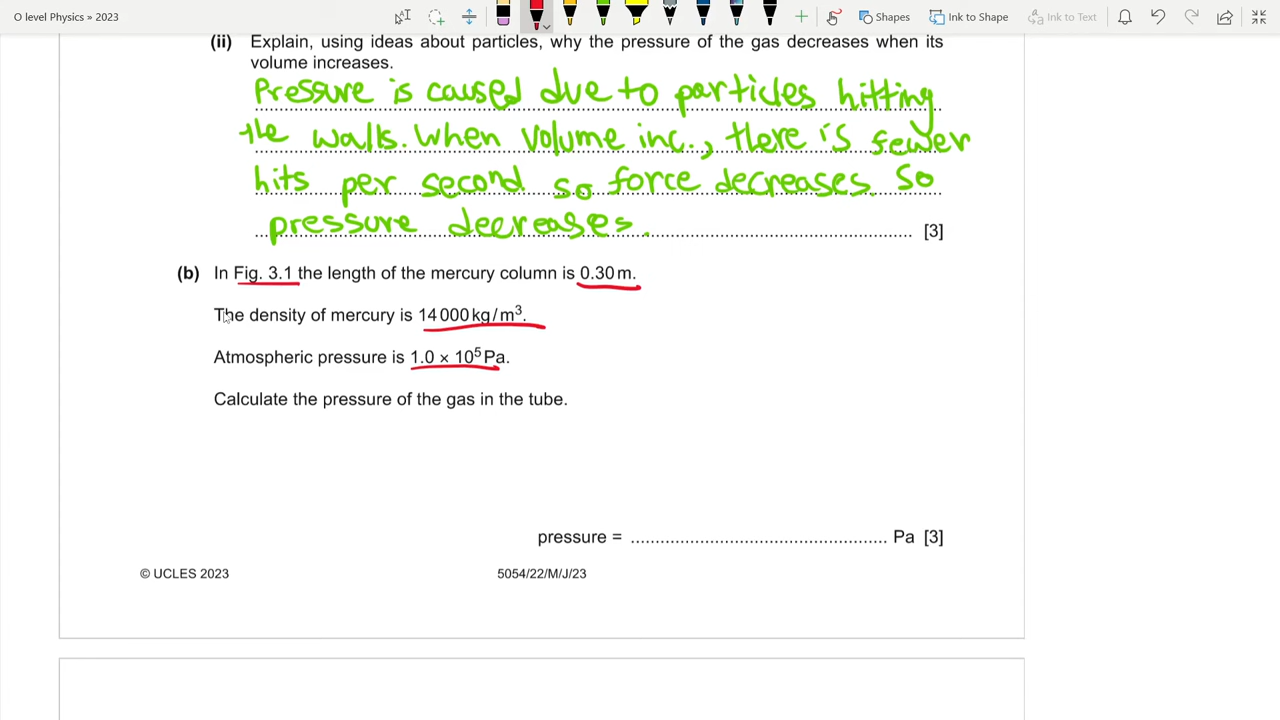 O level Physics » 2023
Shapes
Ink to Shape
Ink to Text
(ii) Explain, using ideas about particles, why the pressure of the gas decreases when its
volume increases.
Pressure is caused due to particles hitting
the walls. When volume inc., there is fewer
hits per second so force decreases so
pressure decreases. [3]
(b) In Fig. 3.1 the length of the mercury column is 0.30 m.
The density of mercury is 14 000 kg/m³.
Atmospheric pressure is 1.0 × 10⁵ Pa.
Calculate the pressure of the gas in the tube.
pressure = .................................................. Pa [3]
© UCLES 2023
5054/22/M/J/23